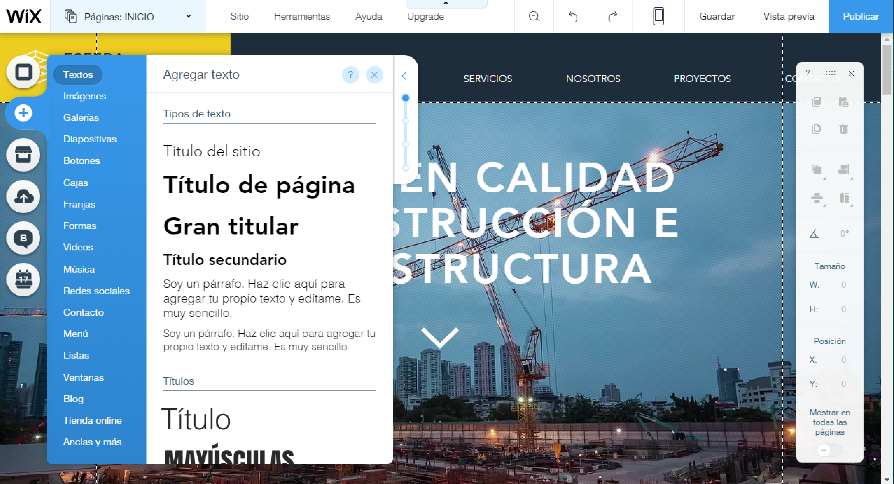 WiX
Páginas: INICIO
Sitio
Herramientas
Ayuda
Upgrade
Guardar
Vista previa
Publicar
SERVICIOS
NOSOTROS
PROYECTOS
Textos
Imágenes
Galerías
Diapositivas
Botones
Cajas
Franjas
Formas
Videos
Música
Redes sociales
Contacto
Menú
Listas
Ventanas
Blog
Tienda online
Anclas y más
Agregar texto
?
Tipos de texto
Título del sitio
Título de página
Gran titular
Título secundario
Soy un párrafo. Haz clic aquí para
agregar tu propio texto y edítame. Es
muy sencillo.
Soy un párrafo. Haz clic aquí para agregar tu
propio texto y edítame. Es muy sencillo.
Títulos
Título
MAYÚSCULAS
EN CALIDAD
STRUCCIÓN E
STRUCTURA
?
0°
Tamaño
W: 0
H: 0
Posición
X: 0
Y: 0
Mostrar en
todas las
páginas